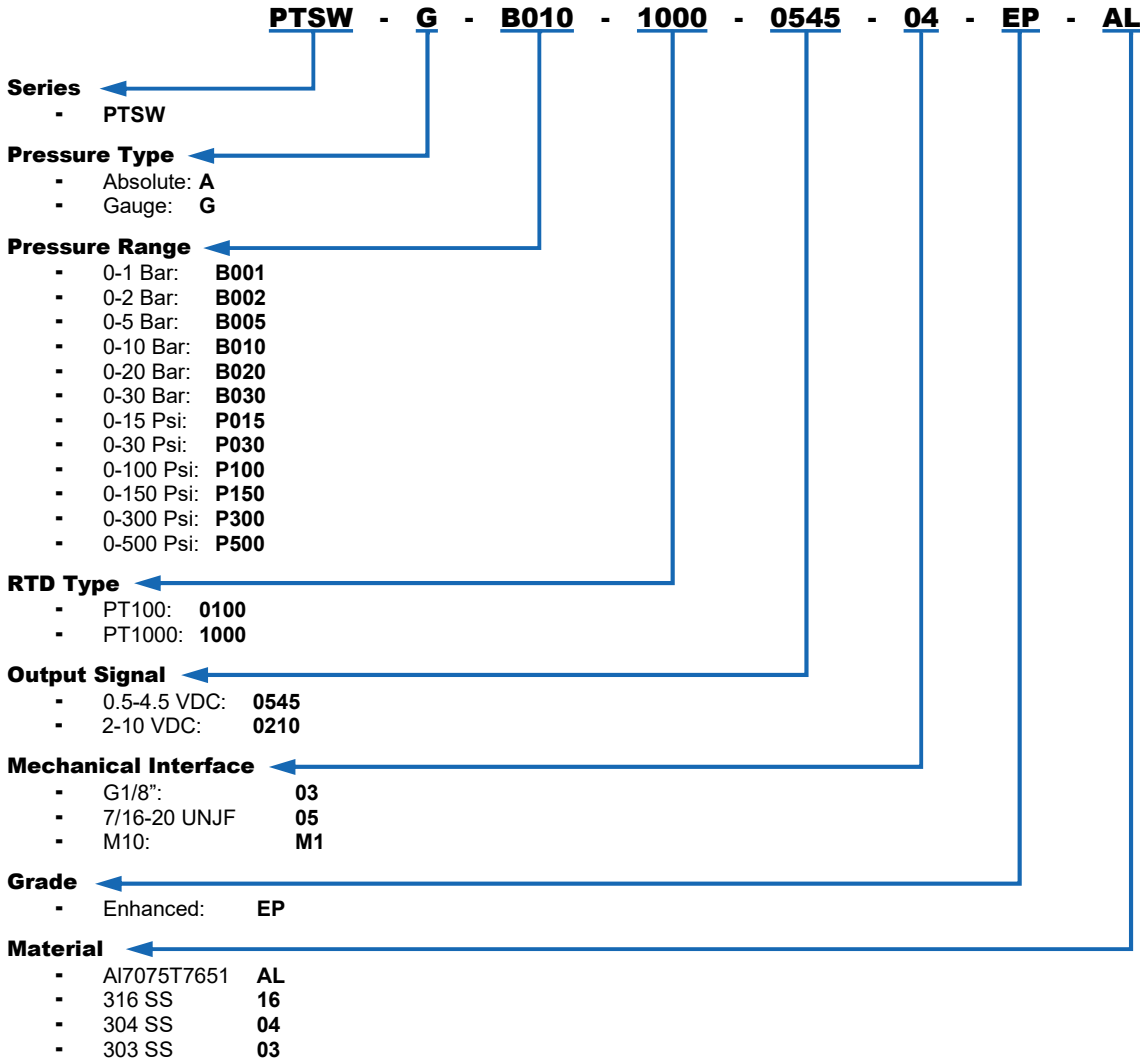 PTSW - G - B010 - 1000 - 0545 - 04 - EP - AL
Series
- PTSW
Pressure Type
- Absolute: A
- Gauge: G
Pressure Range
- 0-1 Bar: B001
- 0-2 Bar: B002
- 0-5 Bar: B005
- 0-10 Bar: B010
- 0-20 Bar: B020
- 0-30 Bar: B030
- 0-15 Psi: P015
- 0-30 Psi: P030
- 0-100 Psi: P100
- 0-150 Psi: P150
- 0-300 Psi: P300
- 0-500 Psi: P500
RTD Type
- PT100: 0100
- PT1000: 1000
Output Signal
- 0.5-4.5 VDC: 0545
- 2-10 VDC: 0210
Mechanical Interface
- G1/8”: 03
- 7/16-20 UNJF 05
- M10: M1
Grade
- Enhanced: EP
Material
- Al7075T7651 AL
- 316 SS 16
- 304 SS 04
- 303 SS 03